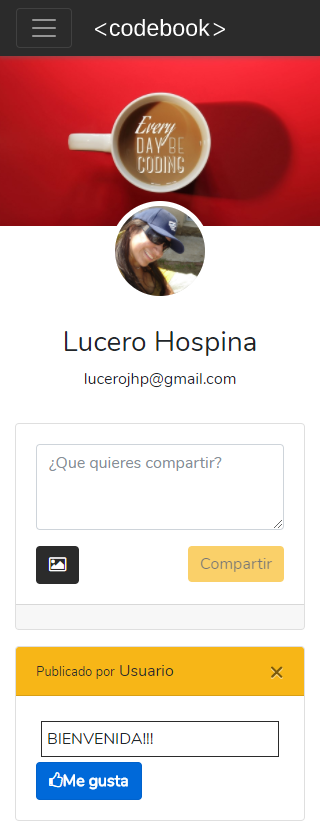 <codebook>
Every
DAY BE
CODING
Lucero Hospina
lucerojhp@gmail.com
¿Que quieres compartir?
Compartir
Publicado por Usuario ×
BIENVENIDA!!!
Me gusta